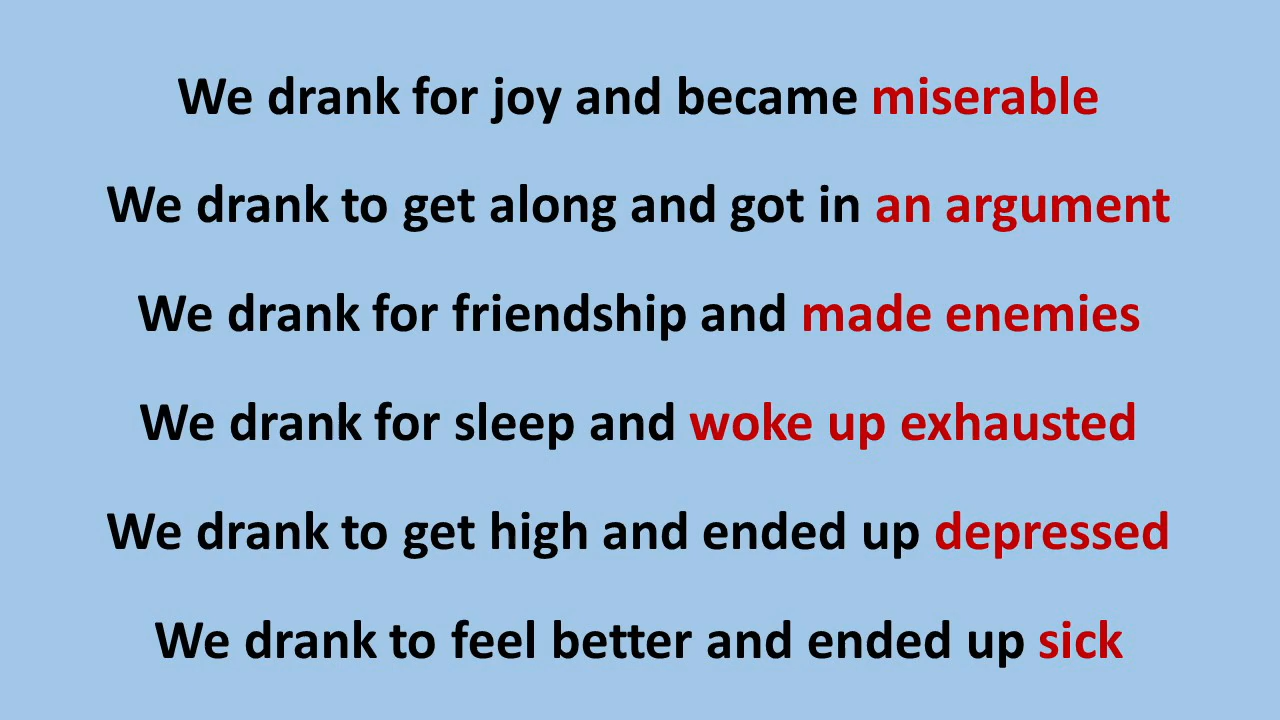 We drank for joy and became miserable
We drank to get along and got in an argument
We drank for friendship and made enemies
We drank for sleep and woke up exhausted
We drank to get high and ended up depressed
We drank to feel better and ended up sick